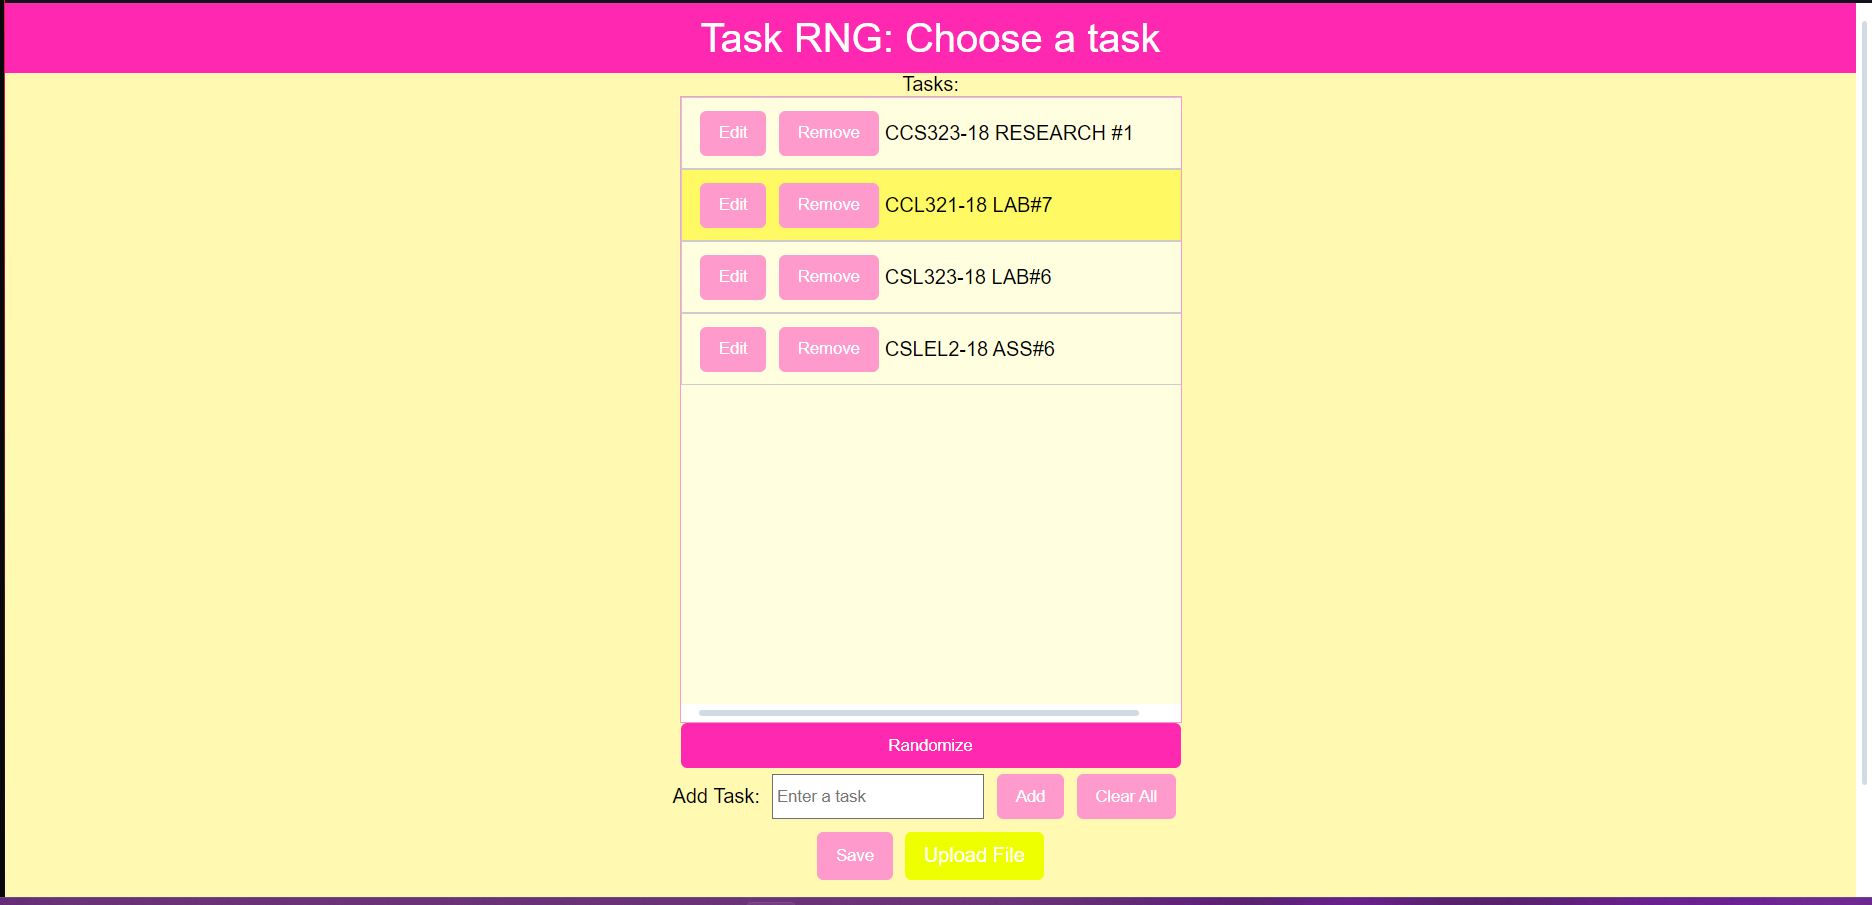 Task RNG: Choose a task
Tasks:
Edit Remove CCS323-18 RESEARCH #1
Edit Remove CCL321-18 LAB#7
Edit Remove CSL323-18 LAB#6
Edit Remove CSLEL2-18 ASS#6
Randomize
Add Task: Enter a task Add Clear All
Save Upload File